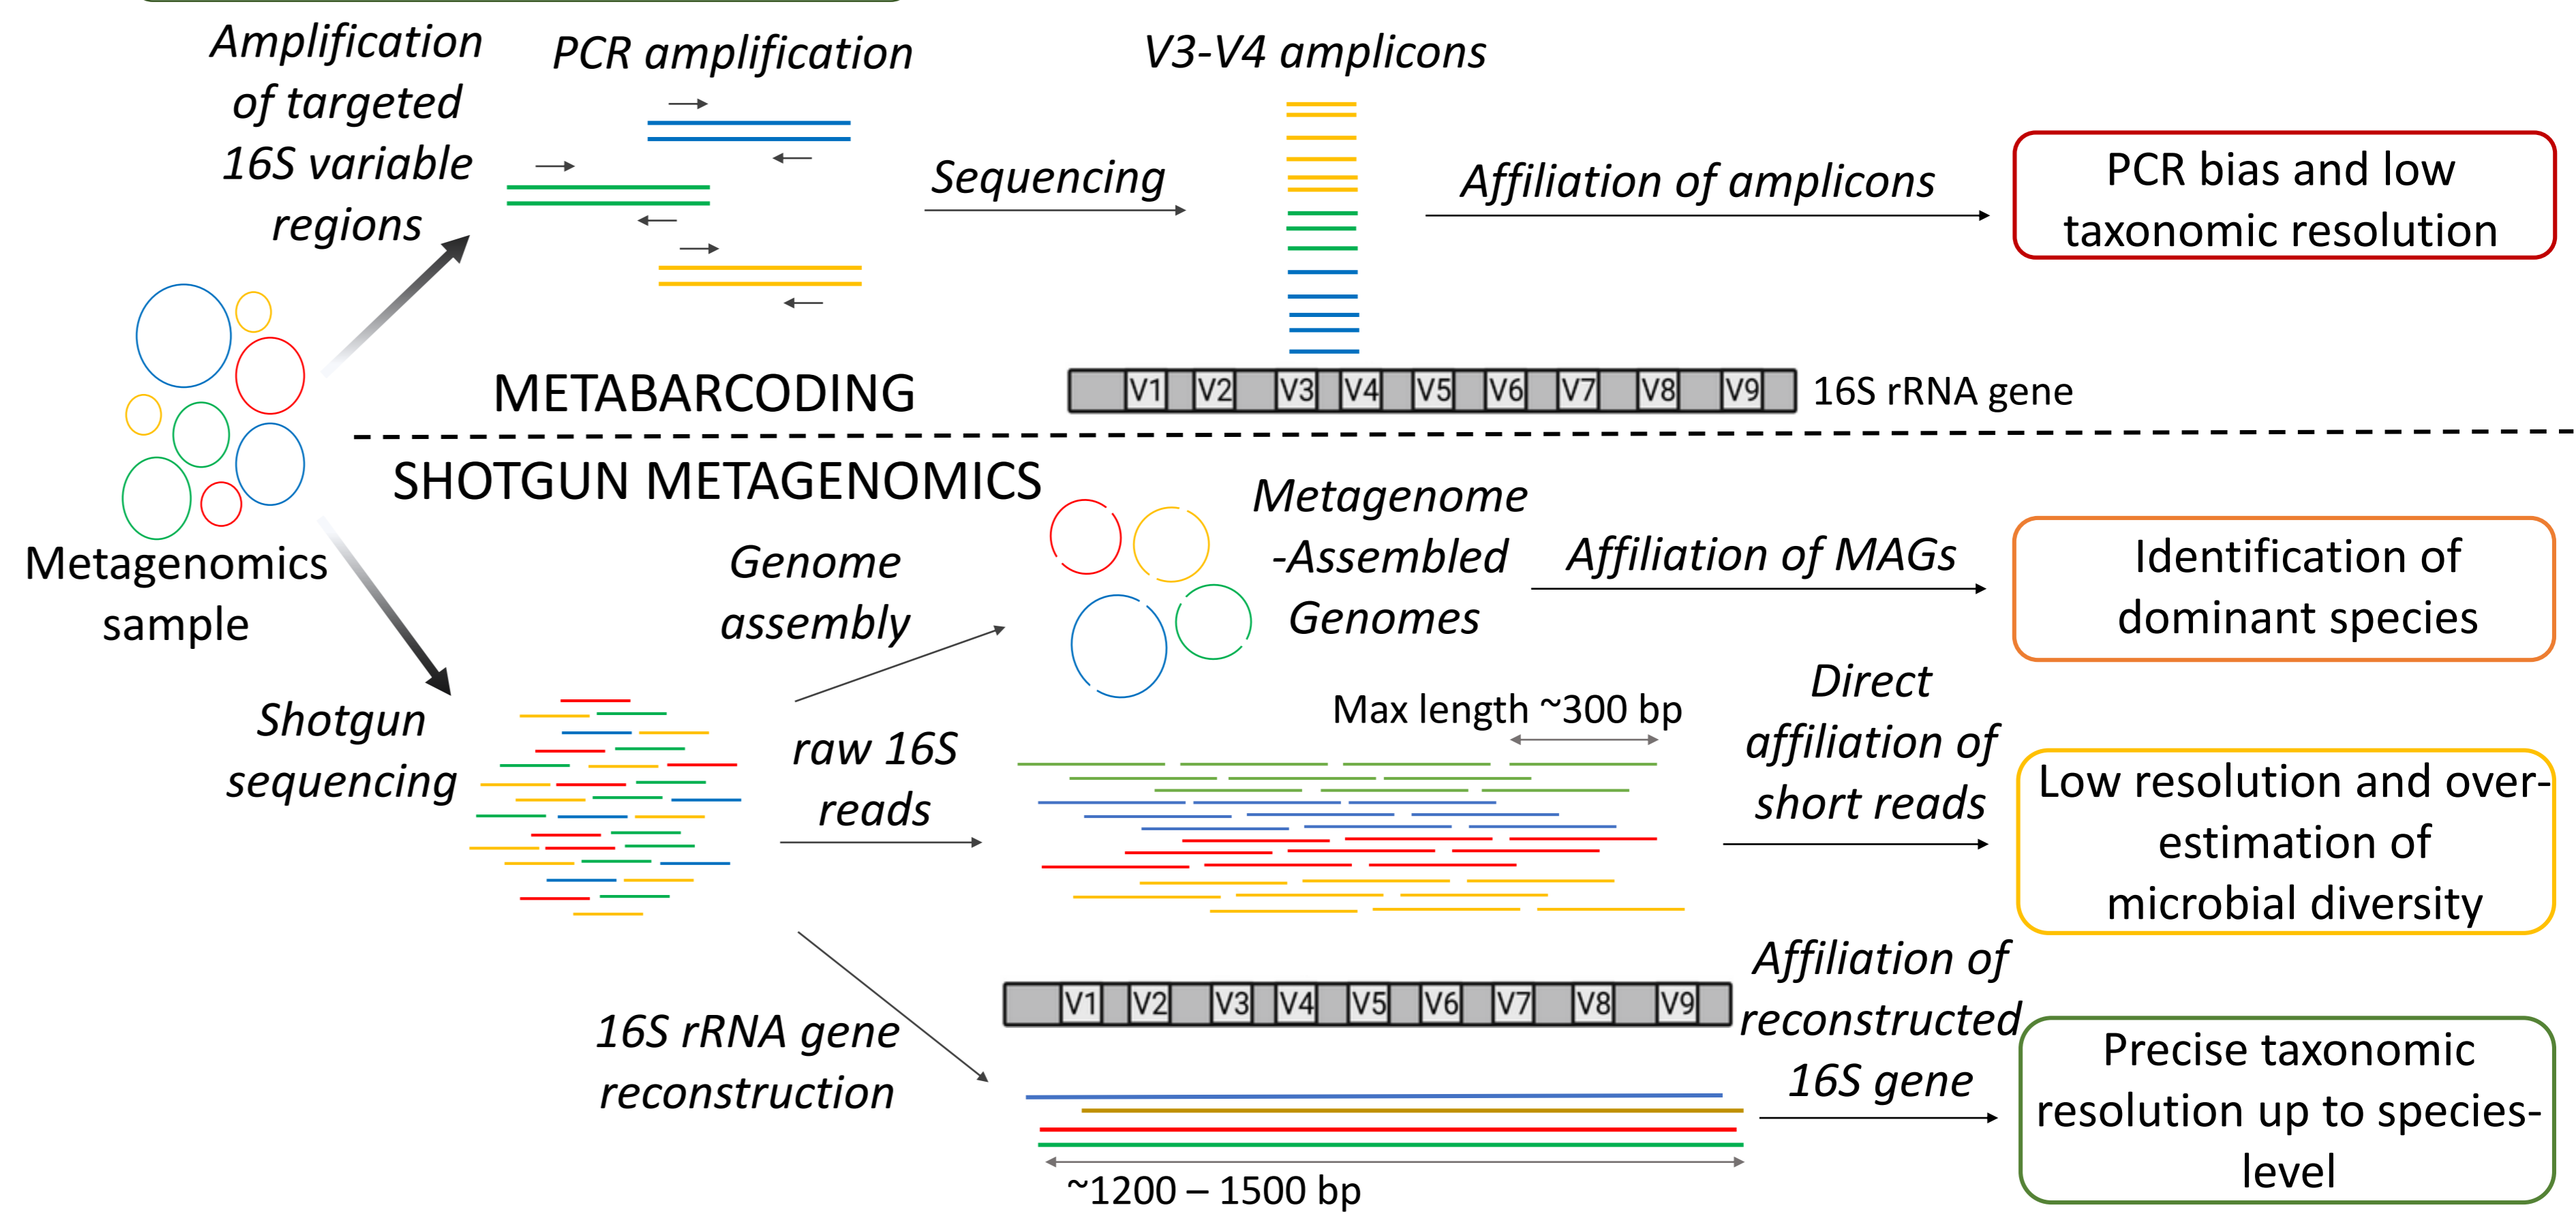 Amplification
of targeted
16S variable
regions
PCR amplification
Sequencing
V3-V4 amplicons
Affiliation of amplicons
PCR bias and low
taxonomic resolution
METABARCODING
V1 V2 V3 V4 V5 V6 V7 V8 V9
16S rRNA gene
Metagenomics
sample
SHOTGUN METAGENOMICS
Shotgun
sequencing
Genome
assembly
Metagenome
-Assembled
Genomes
Affiliation of MAGs
Identification of
dominant species
raw 16S
reads
Max length ~300 bp
Direct
affiliation of
short reads
Low resolution and over-
estimation of
microbial diversity
16S rRNA gene
reconstruction
V1 V2 V3 V4 V5 V6 V7 V8 V9
~1200 – 1500 bp
Affiliation of
reconstructed
16S gene
Precise taxonomic
resolution up to species-
level